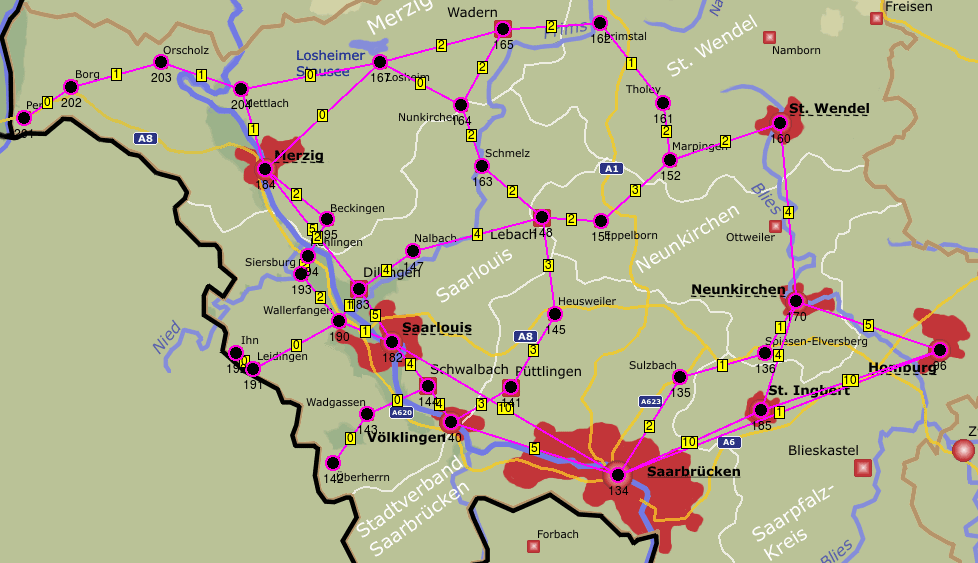 Merzig
Wadern
Prims
St. Wendel
Na
Freisen
Namborn
Primstal
162
165
2
2
Orscholz
203
Borg
202
Per
201
0
1
1
Losheimer
Stausee
Losheim
167
0
0
0
2
Mettlach
204
1
Nunkirchen
164
2
Tholey
161
1
2
St. Wendel
160
2
Marpingen
152
A1
A8
Merzig
184
Schmelz
163
2
2
3
Blies
4
Ottweiler
Beckingen
195
5
2
Fehlingen
194
Siersburg
193
2
Nalbach
147
4
4
Lebach
148
2
Eppelborn
151
Neunkirchen
Saarlouis
Dillingen
183
1
5
3
Heusweiler
145
A8
3
Neunkirchen
170
1
5
Wallerfangen
190
1
Saarlouis
182
4
Nied
Ihn
192
0
Leidingen
191
0
Spiesen-Elversberg
136
4
Homburg
96
10
Sulzbach
135
1
Schwalbach
144
Püttlingen
141
St. Ingbert
185
1
A623
2
Wadgassen
143
0
A620
4
3
10
Völklingen
140
5
10
A6
Saarbrücken
134
0
Überherrn
142
Stadtverband
Saarbrücken
Forbach
Blieskastel
Z
Saarpfalz-
Kreis
Blies